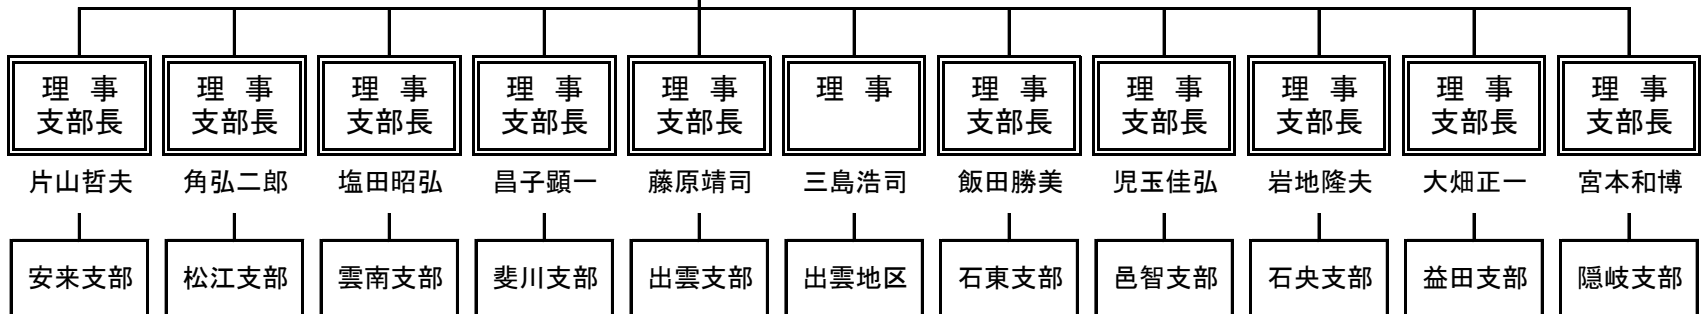 理 事 理 事 理 事 理 事 理 事 理 事 理 事 理 事 理 事 理 事 理 事
支部長 支部長 支部長 支部長 支部長 支部長 支部長 支部長 支部長 支部長
片山哲夫 角弘二郎 塩田昭弘 昌子顕一 藤原靖司 三島浩司 飯田勝美 児玉佳弘 岩地隆夫 大畑正一 宮本和博
安来支部 松江支部 雲南支部 斐川支部 出雲支部 出雲地区 石東支部 邑智支部 石央支部 益田支部 隠岐支部